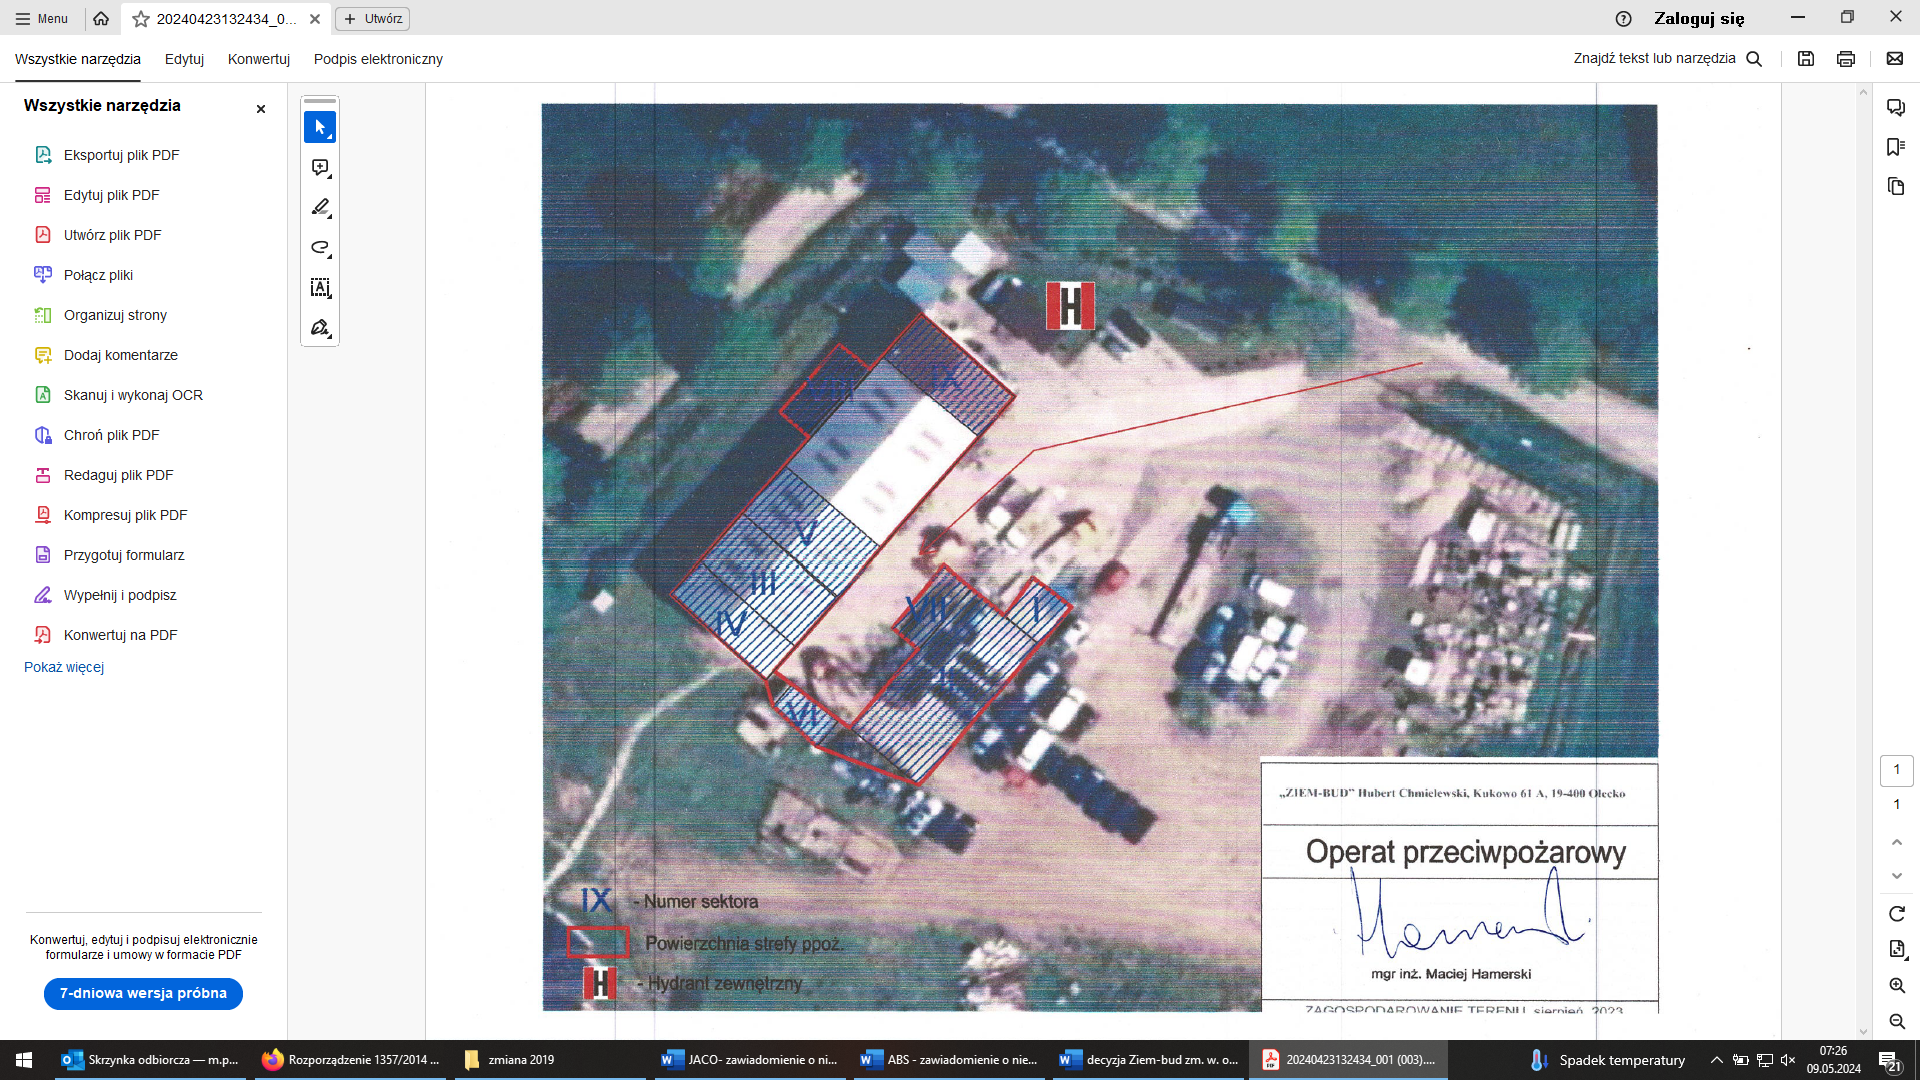 Menu
20240423132434_0...
Utwórz
Zaloguj się
Wszystkie narzędzia
Edytuj
Konwertuj
Podpis elektroniczny
Znajdź tekst lub narzędzia
Wszystkie narzędzia
Eksportuj plik PDF
Edytuj plik PDF
Utwórz plik PDF
Połącz pliki
Organizuj strony
Dodaj komentarze
Skanuj i wykonaj OCR
Chroń plik PDF
Redaguj plik PDF
Kompresuj plik PDF
Przygotuj formularz
Wypełnij i podpisz
Konwertuj na PDF
Pokaż więcej
Konwertuj, edytuj i podpisuj elektronicznie
formularze i umowy w formacie PDF
7-dniowa wersja próbna
H
IX
VIII
V
III
IV
VII
I
II
VI
IX - Numer sektora
Powierzchnia strefy ppoż.
H - Hydrant zewnętrzny
„ZIEM-BUD” Hubert Chmielewski, Kukowo 61 A, 19-400 Olecko
Operat przeciwpożarowy
mgr inż. Maciej Hamerski
ZAGOSPODAROWANIE TERENU, sierpień 2023
1
1
Skrzynka odbiorcza — m.p...
Rozporządzenie 1357/2014 ...
zmiana 2019
JACO- zawiadomienie o ni...
ABS - zawiadomienie o nie...
decyzja Ziem-bud zm. w. o...
20240423132434_001 (003)....
Spadek temperatury
07:26
09.05.2024
21